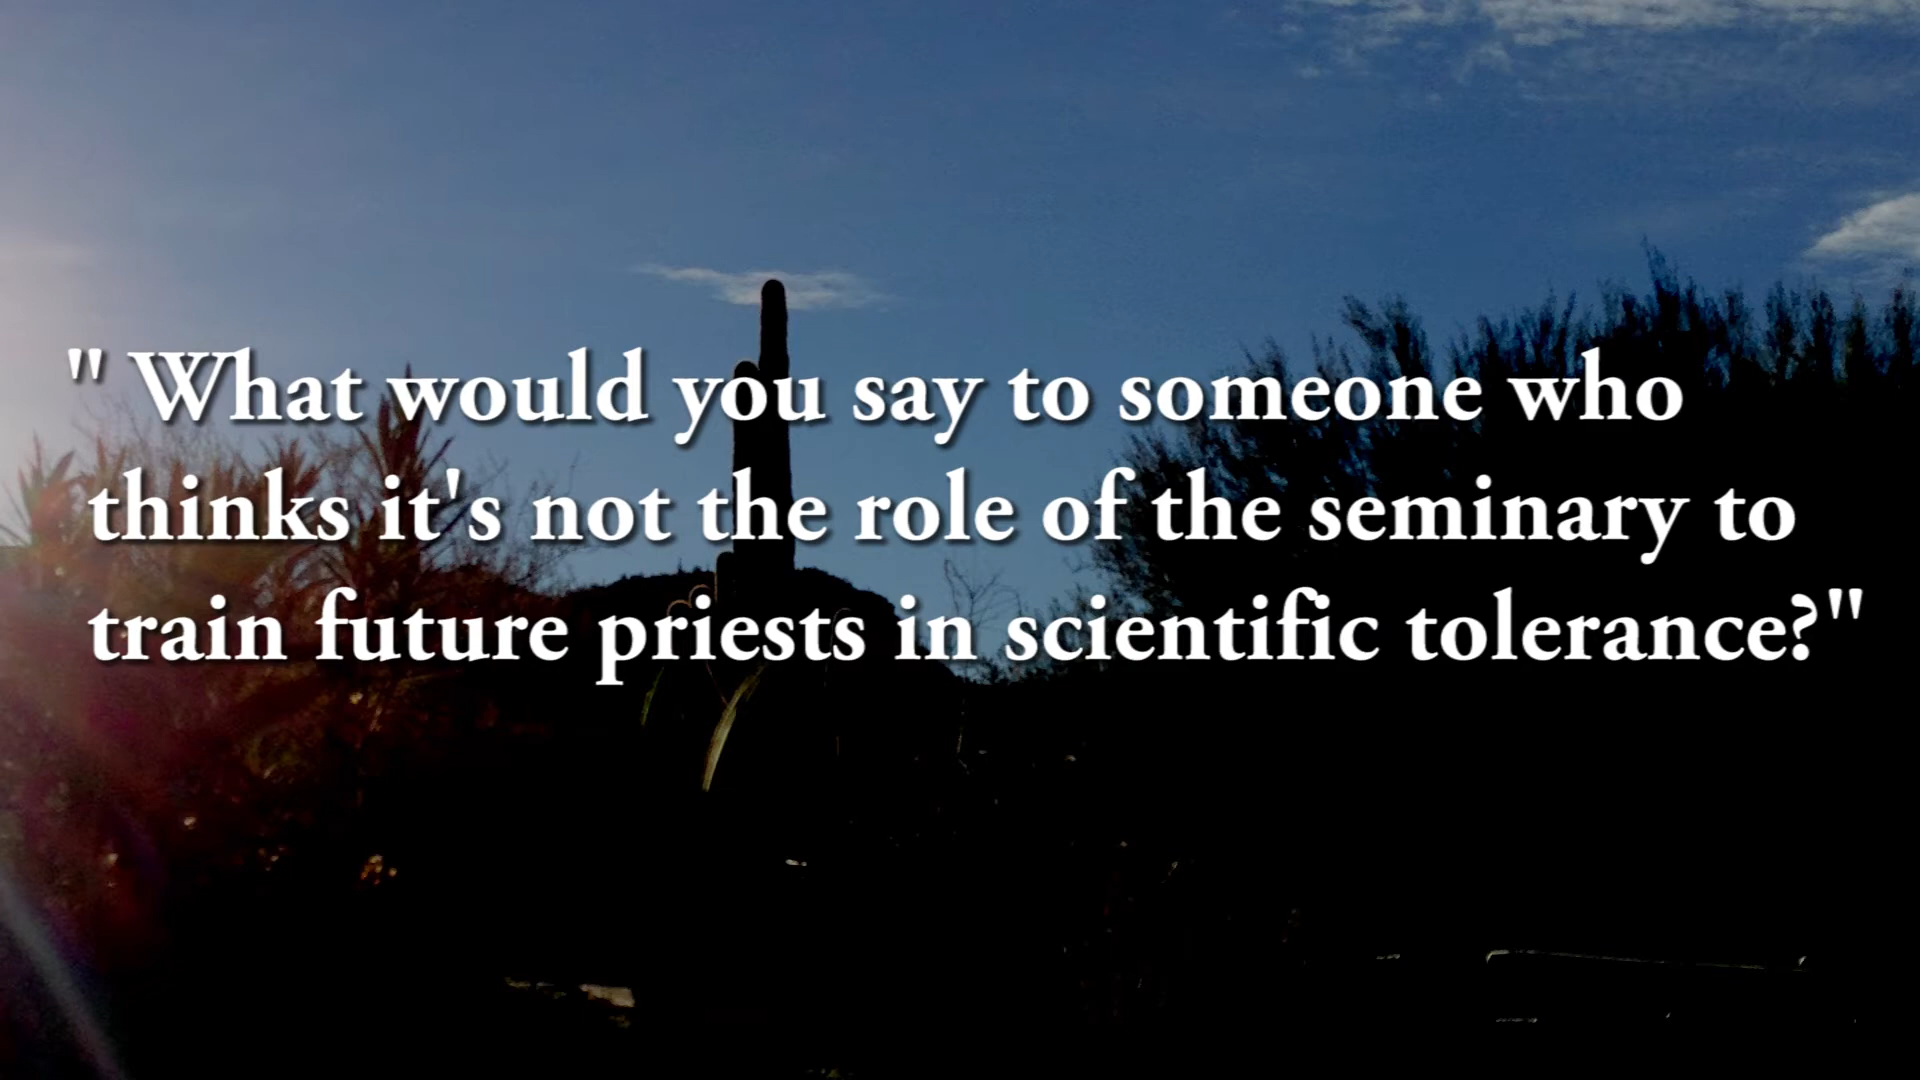 " What would you say to someone who
thinks it's not the role of the seminary to
train future priests in scientific tolerance?"